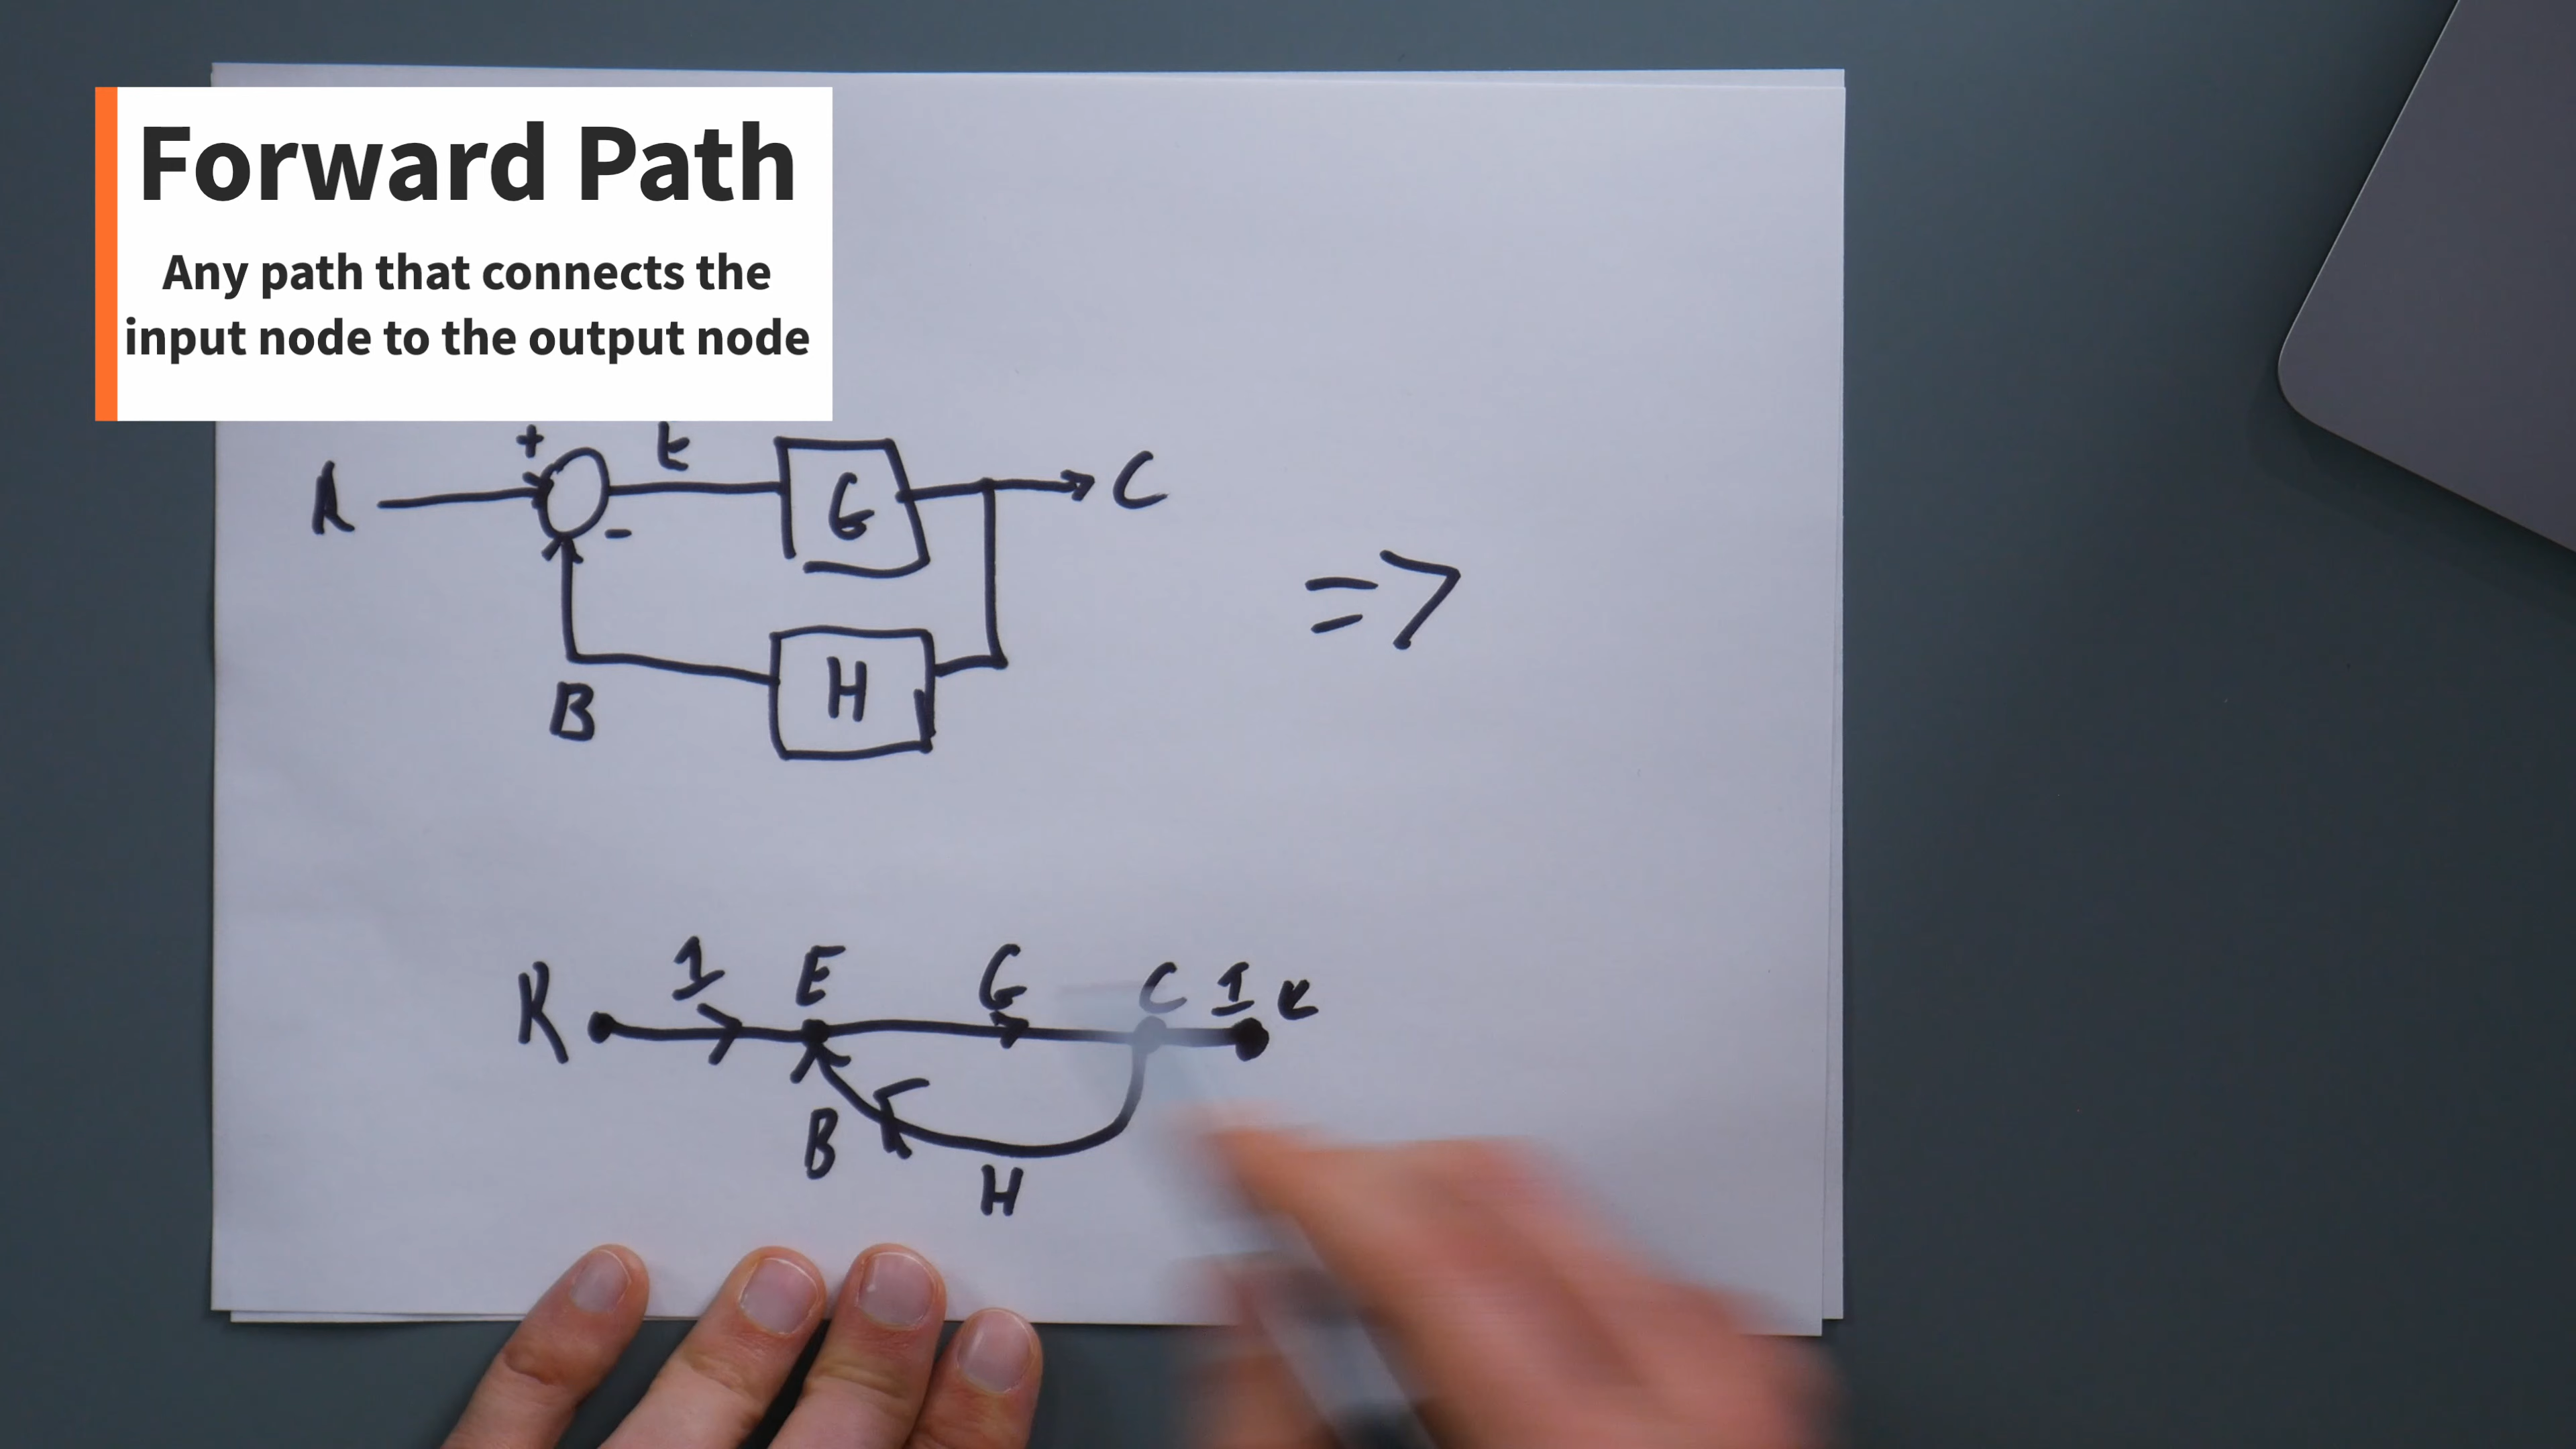 Forward Path
Any path that connects the
input node to the output node
+ E
R G C
-
=>
H
B
1 E G C 1 c
R
B
H